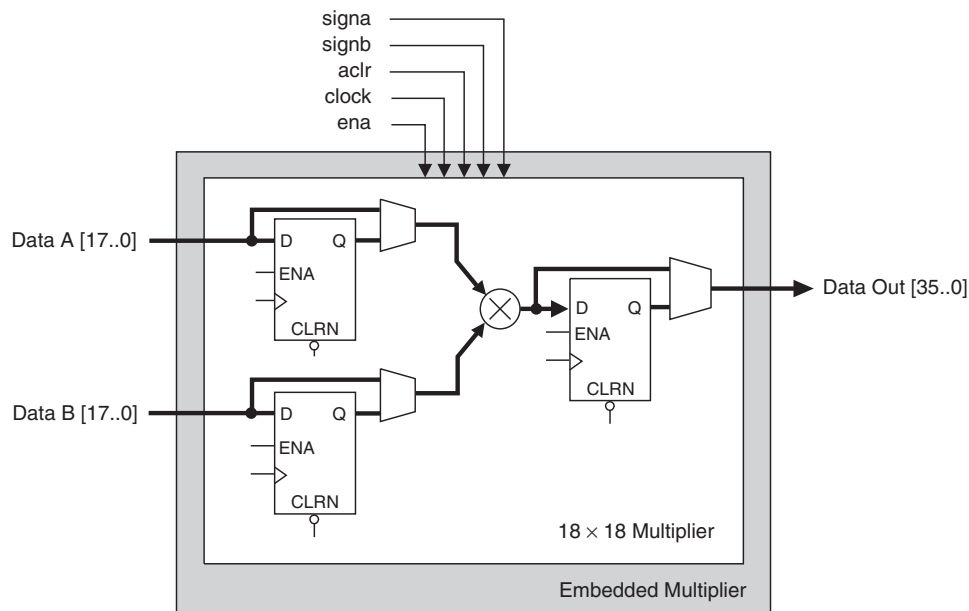 signa
signb
aclr
clock
ena
Data A [17..0]
D Q
ENA
CLRN
Data Out [35..0]
D Q
ENA
CLRN
Data B [17..0]
D Q
ENA
CLRN
18 × 18 Multiplier
Embedded Multiplier